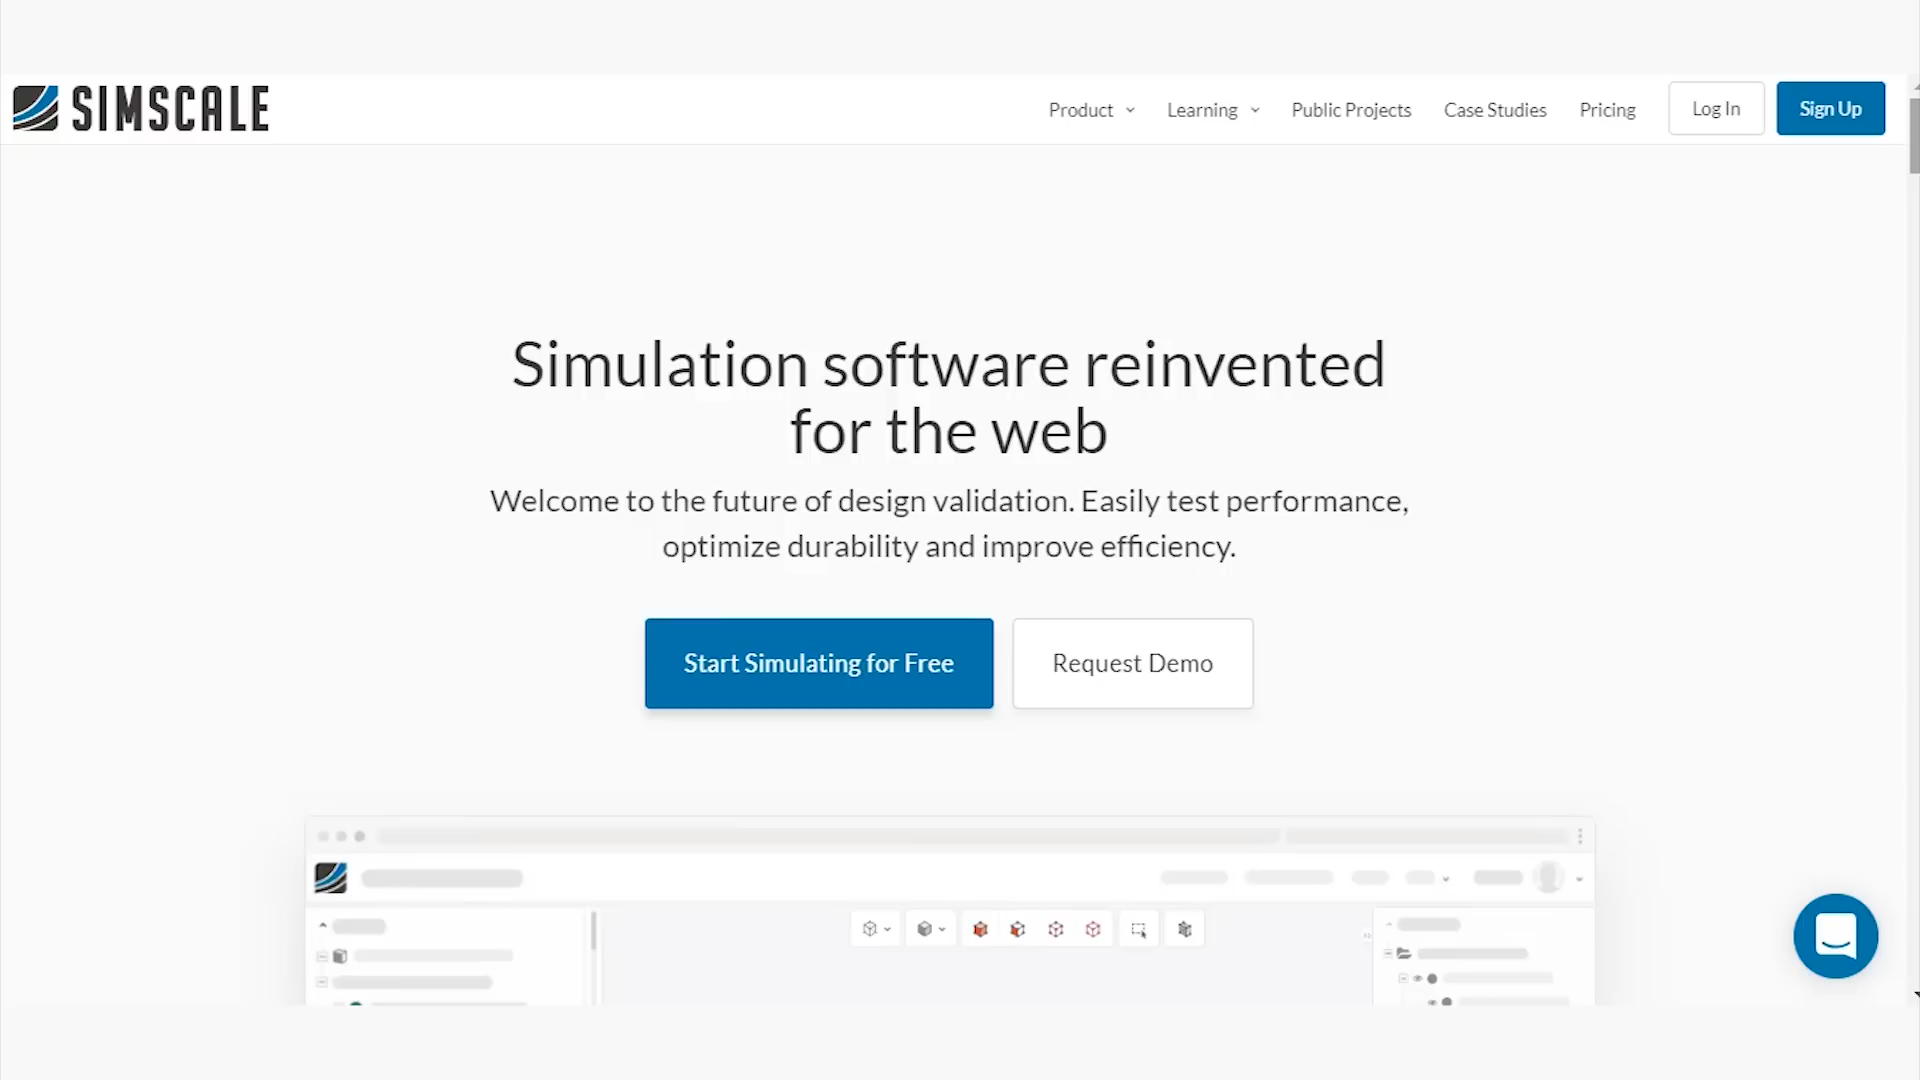 SIMSCALE
Product
Learning
Public Projects
Case Studies
Pricing
Log In
Sign Up
Simulation software reinvented
for the web
Welcome to the future of design validation. Easily test performance,
optimize durability and improve efficiency.
Start Simulating for Free
Request Demo